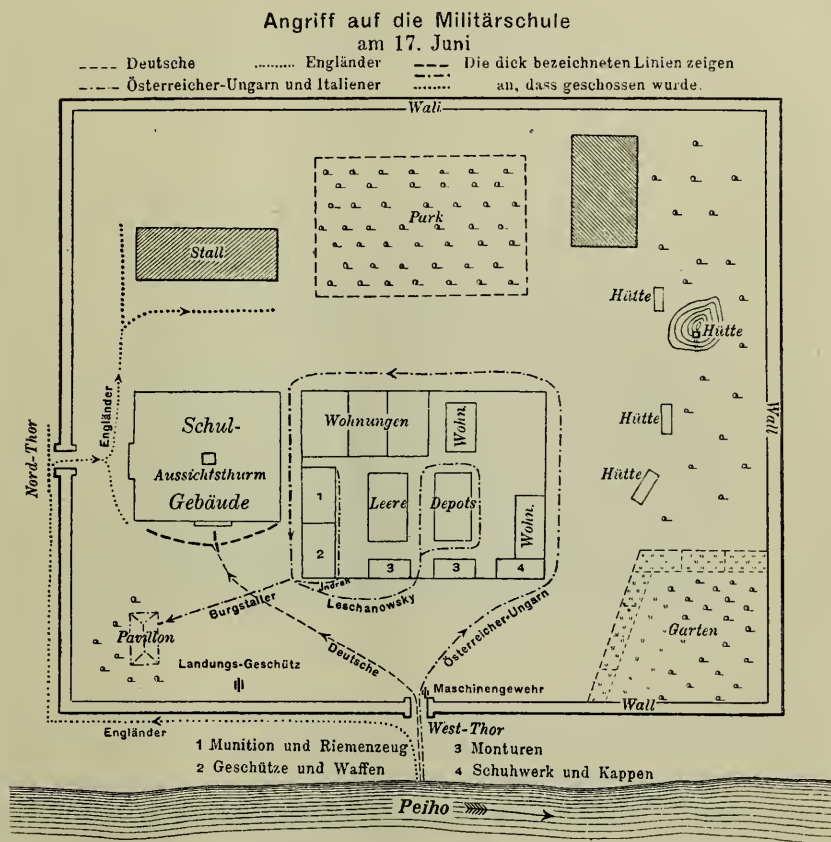 Angriff auf die Militärschule
am 17. Juni
Deutsche
Engländer
Die dick bezeichneten Linien zeigen
Österreicher-Ungarn und Italiener
an, dass geschossen wurde.
Wall
Park
Stall
Hütte
Hütte
Engländer
Nord-Thor
Schul-
Aussichtsthurm
Gebäude
Wohnungen
Wohn.
Hütte
Wall
Hütte
1
Leere
Depots
Wohn.
2
3
3
4
Indrak
Leschanowsky
Burgstaller
Pavillon
Deutsche
Österreicher-Ungarn
Garten
Landungs-Geschütz
Maschinengewehr
Wall
Engländer
West-Thor
1 Munition und Riemenzeug
3 Monturen
2 Geschütze und Waffen
4 Schuhwerk und Kappen
Peiho